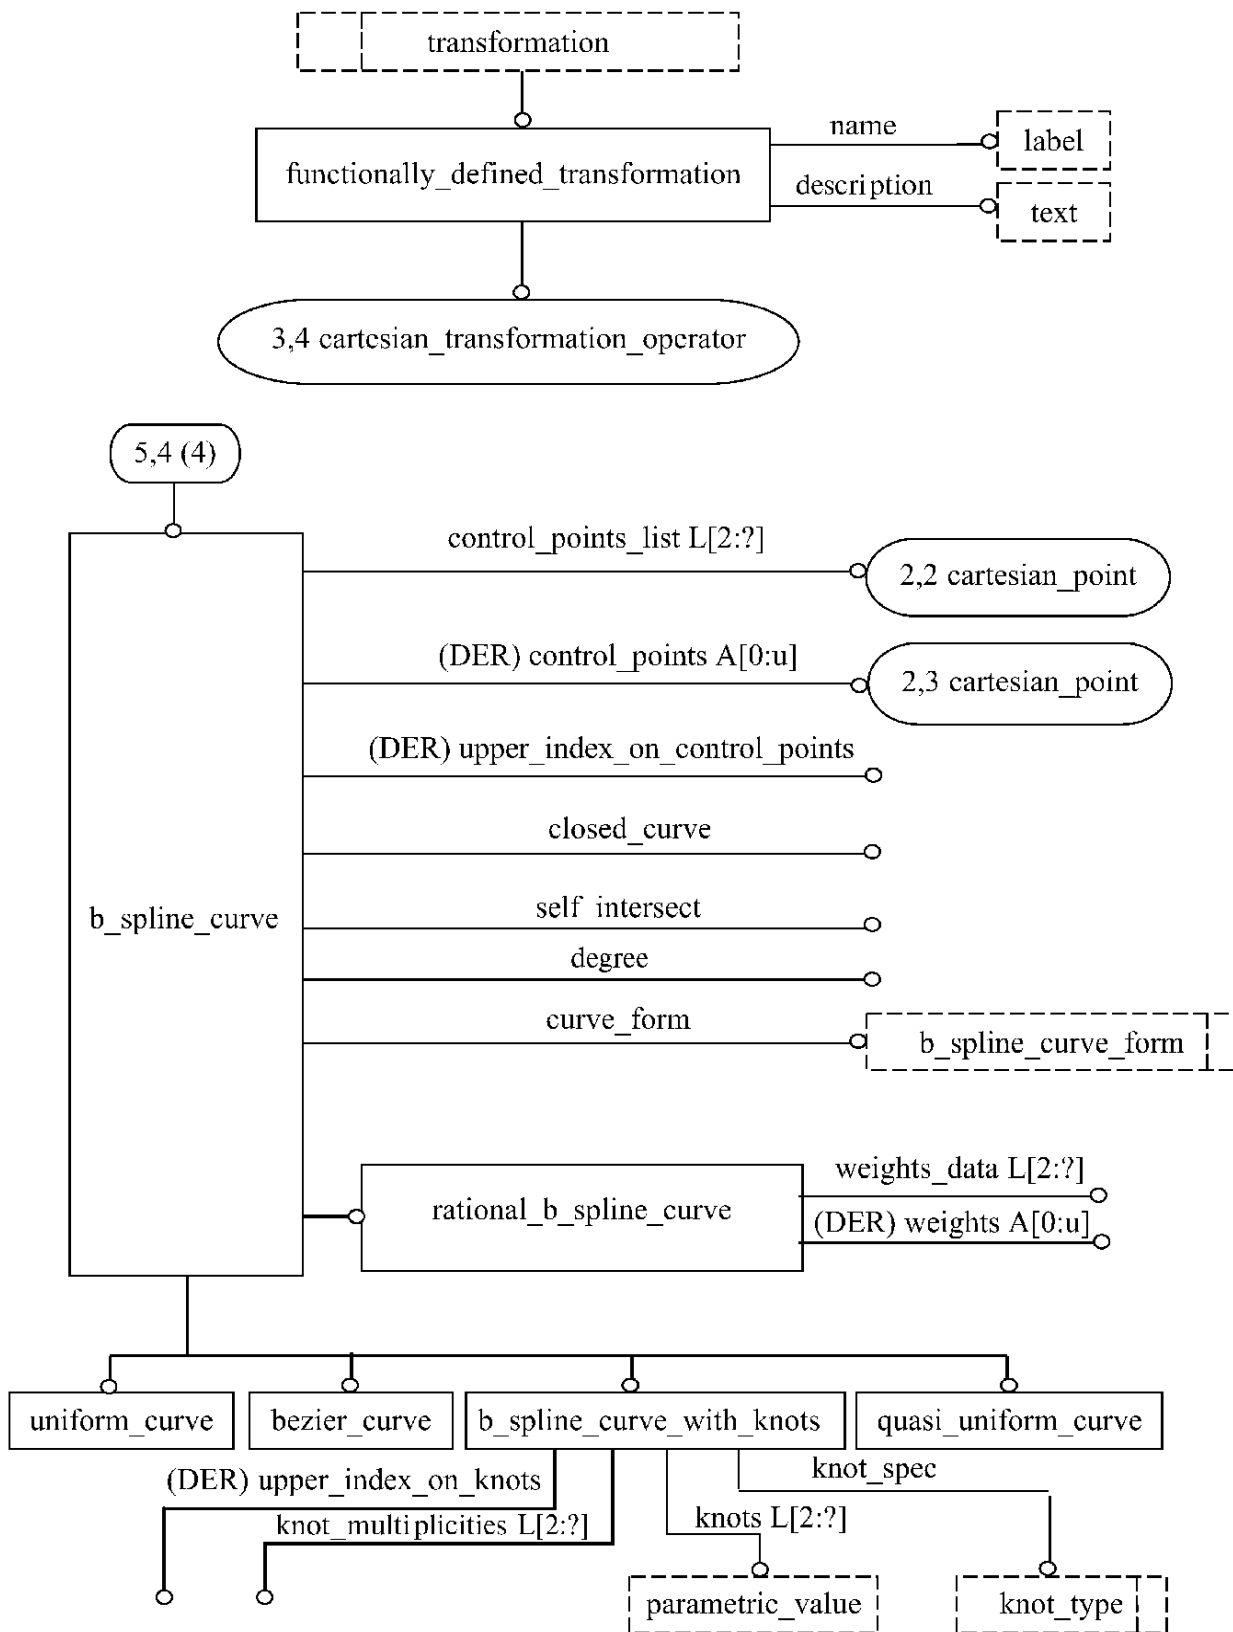 transformation
name
label
functionally_defined_transformation
description
text
3,4 cartesian_transformation_operator
5,4 (4)
control_points_list L[2:?]
2,2 cartesian_point
(DER) control_points A[0:u]
2,3 cartesian_point
(DER) upper_index_on_control_points
closed_curve
b_spline_curve
self_intersect
degree
curve_form
b_spline_curve_form
weights_data L[2:?]
rational_b_spline_curve
(DER) weights A[0:u]
uniform_curve
bezier_curve
b_spline_curve_with_knots
quasi_uniform_curve
(DER) upper_index_on_knots
knot_spec
knot_multiplicities L[2:?]
knots L[2:?]
parametric_value
knot_type